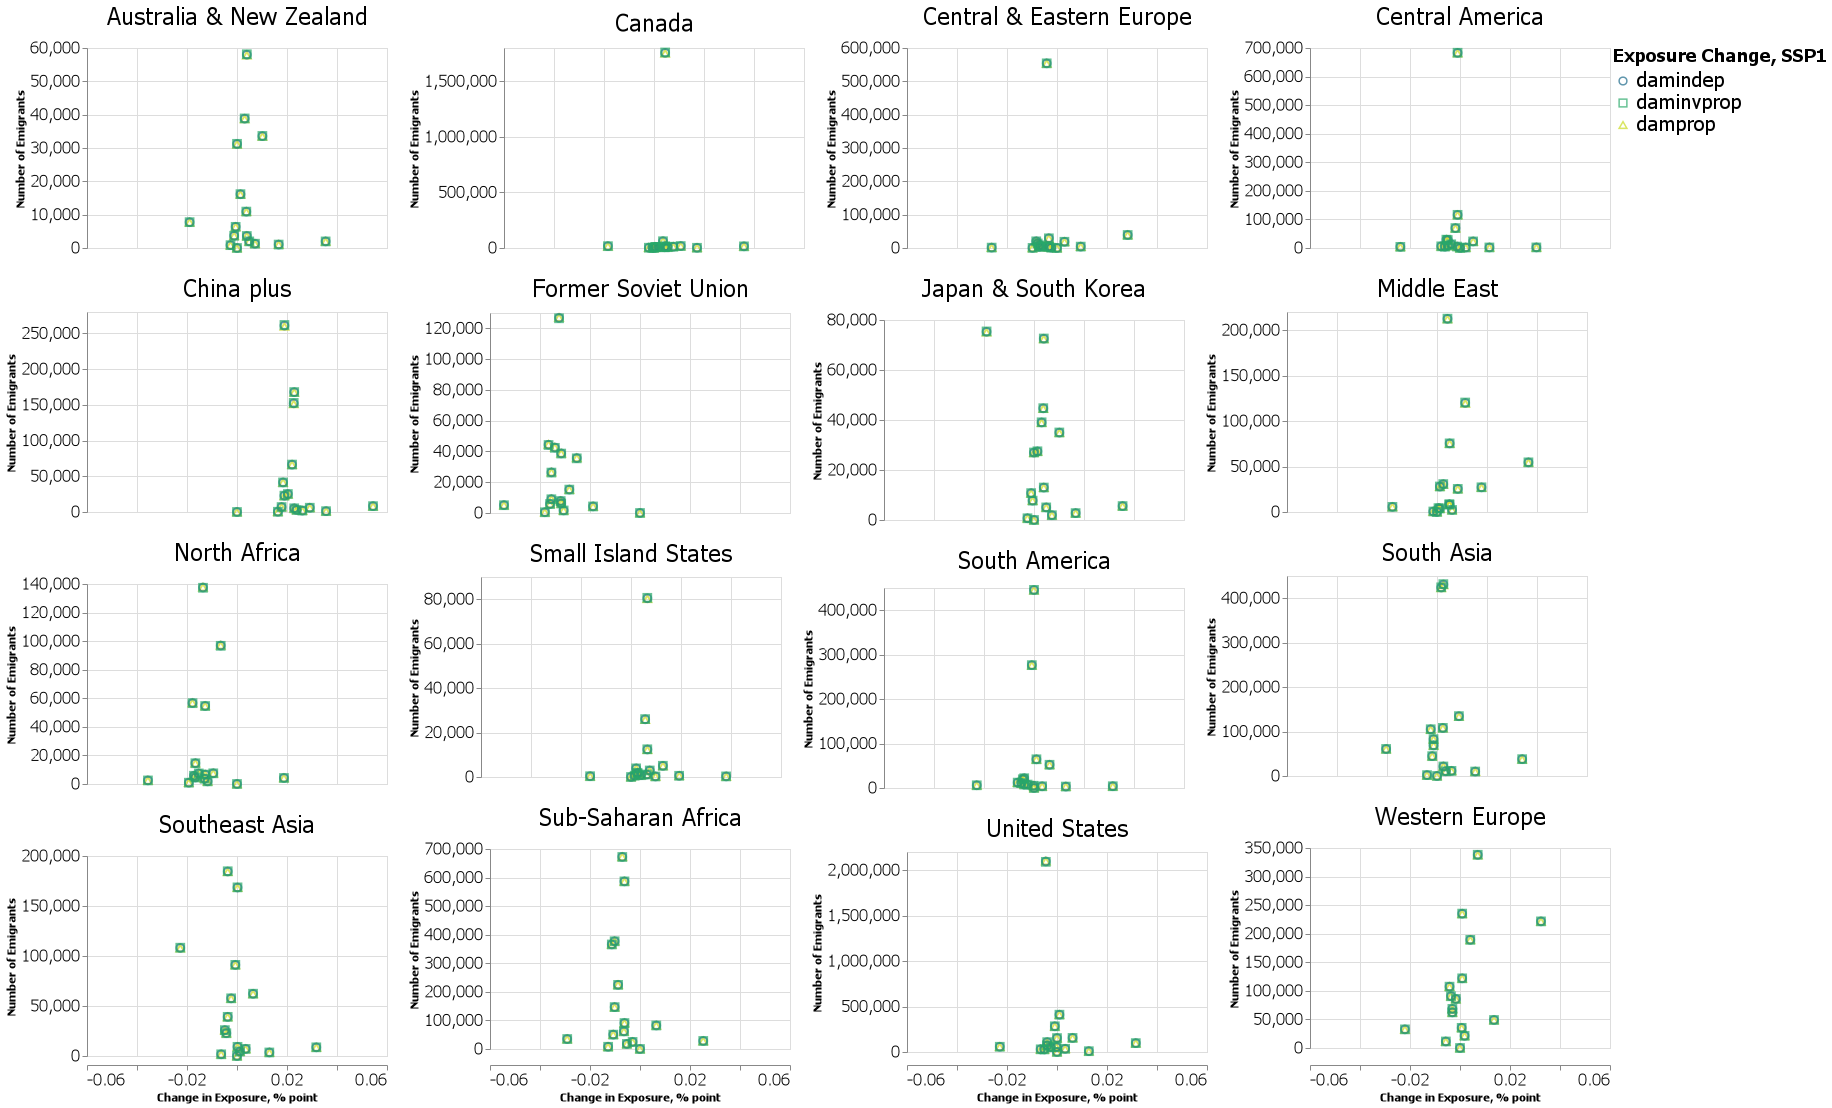 Australia & New Zealand
Canada
Central & Eastern Europe
Central America
60,000
50,000
40,000
30,000
20,000
10,000
0
Number of Emigrants
1,500,000
1,000,000
500,000
0
Number of Emigrants
600,000
500,000
400,000
300,000
200,000
100,000
0
Number of Emigrants
700,000
600,000
500,000
400,000
300,000
200,000
100,000
0
Number of Emigrants
Exposure Change, SSP1
damindep
daminvprop
damprop
China plus
Former Soviet Union
Japan & South Korea
Middle East
250,000
200,000
150,000
100,000
50,000
0
Number of Emigrants
120,000
100,000
80,000
60,000
40,000
20,000
0
Number of Emigrants
80,000
60,000
40,000
20,000
0
Number of Emigrants
200,000
150,000
100,000
50,000
0
Number of Emigrants
North Africa
Small Island States
South America
South Asia
140,000
120,000
100,000
80,000
60,000
40,000
20,000
0
Number of Emigrants
80,000
60,000
40,000
20,000
0
Number of Emigrants
400,000
300,000
200,000
100,000
0
Number of Emigrants
400,000
300,000
200,000
100,000
0
Number of Emigrants
Southeast Asia
Sub-Saharan Africa
United States
Western Europe
200,000
150,000
100,000
50,000
0
Number of Emigrants
700,000
600,000
500,000
400,000
300,000
200,000
100,000
0
Number of Emigrants
2,000,000
1,500,000
1,000,000
500,000
0
Number of Emigrants
350,000
300,000
250,000
200,000
150,000
100,000
50,000
0
Number of Emigrants
-0.06 -0.02 0.02 0.06
Change in Exposure, % point
-0.06 -0.02 0.02 0.06
Change in Exposure, % point
-0.06 -0.02 0.02 0.06
Change in Exposure, % point
-0.06 -0.02 0.02 0.06
Change in Exposure, % point